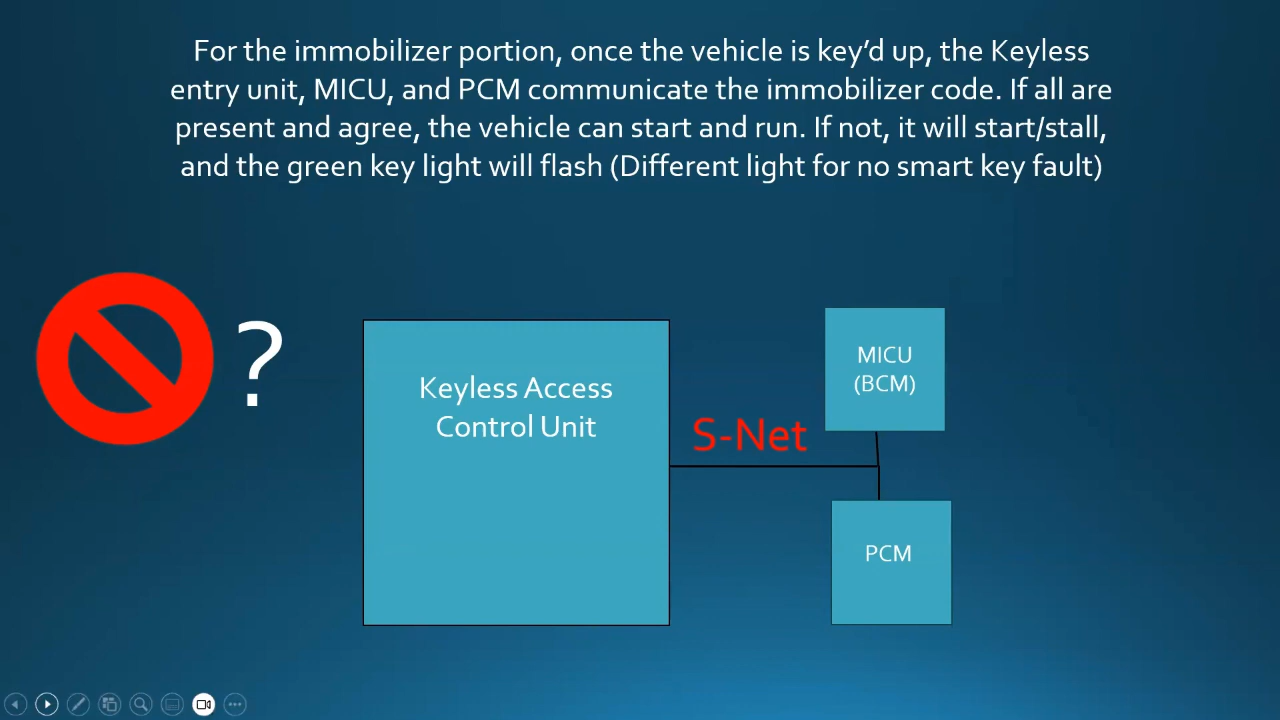 For the immobilizer portion, once the vehicle is key’d up, the Keyless
entry unit, MICU, and PCM communicate the immobilizer code. If all are
present and agree, the vehicle can start and run. If not, it will start/stall,
and the green key light will flash (Different light for no smart key fault)
?
Keyless Access
Control Unit
S-Net
MICU
(BCM)
PCM